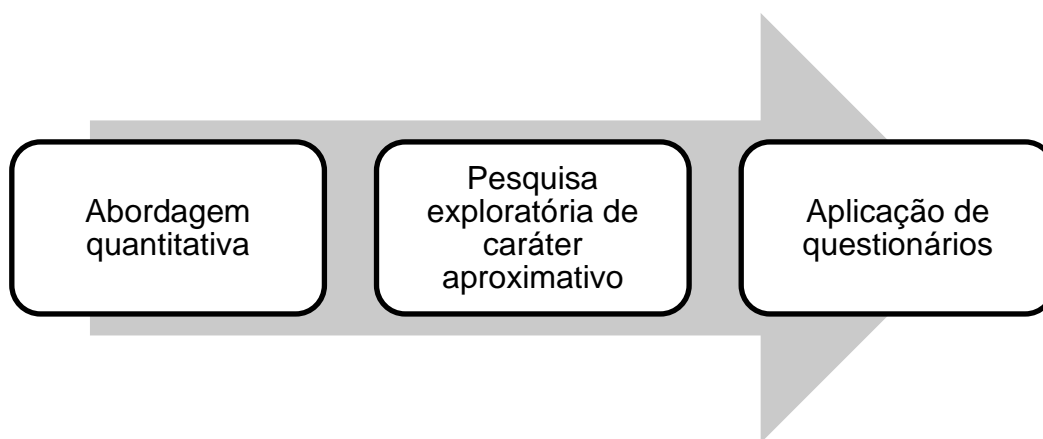 Abordagem
quantitativa
Pesquisa
exploratória de
caráter
aproximativo
Aplicação de
questionários